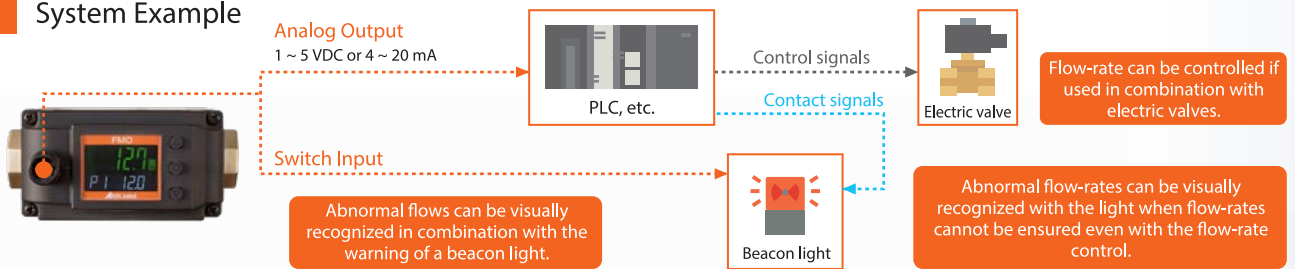 System Example
Analog Output
1 ~ 5 VDC or 4 ~ 20 mA
PLC, etc.
Control signals
Contact signals
Electric valve
Flow-rate can be controlled if
used in combination with
electric valves.
FMO
12.7
P1 12.0
Switch Input
Abnormal flows can be visually
recognized in combination with the
warning of a beacon light.
Beacon light
Abnormal flow-rates can be visually
recognized with the light when flow-rates
cannot be ensured even with the flow-rate
control.